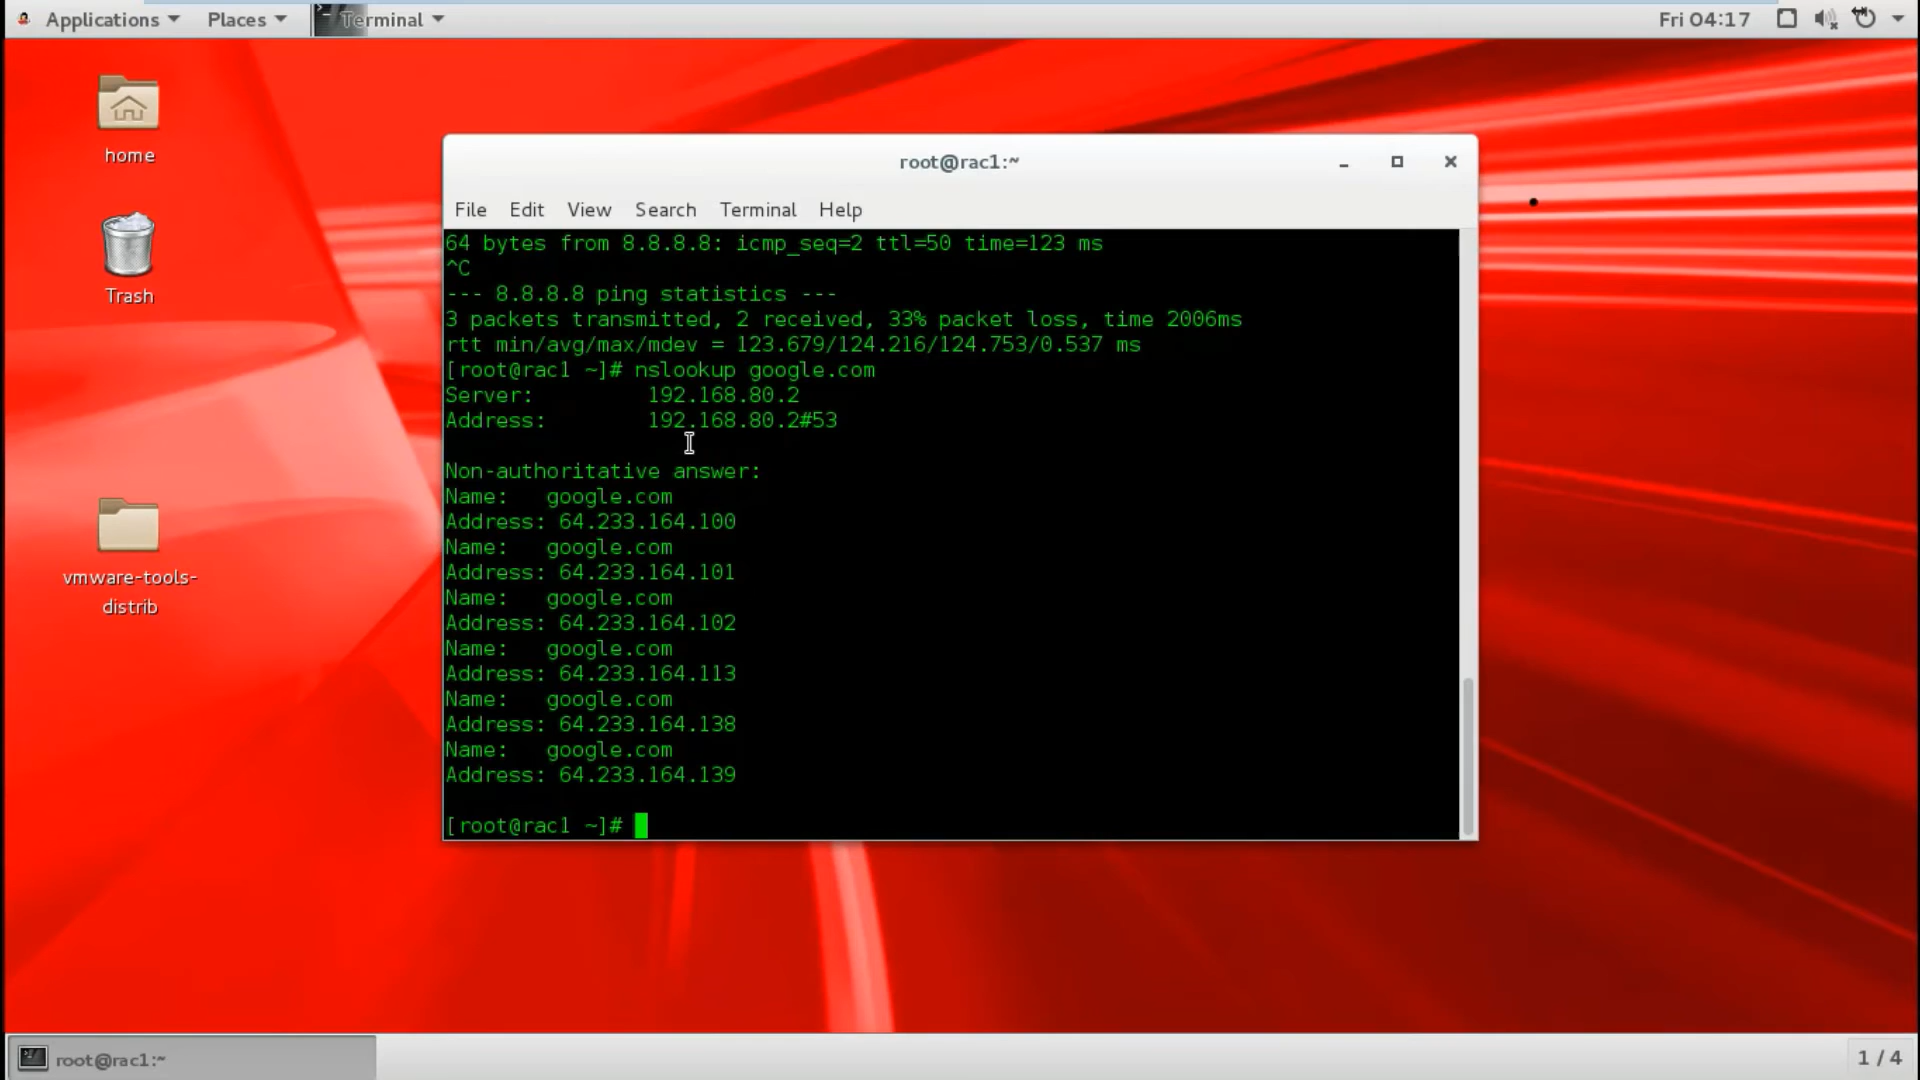 Applications Places Terminal Fri 04:17
home
Trash
vmware-tools-
distrib
root@rac1:~
File Edit View Search Terminal Help
64 bytes from 8.8.8.8: icmp_seq=2 ttl=50 time=123 ms
^C
--- 8.8.8.8 ping statistics ---
3 packets transmitted, 2 received, 33% packet loss, time 2006ms
rtt min/avg/max/mdev = 123.679/124.216/124.753/0.537 ms
[root@rac1 ~]# nslookup google.com
Server: 192.168.80.2
Address: 192.168.80.2#53
Non-authoritative answer:
Name: google.com
Address: 64.233.164.100
Name: google.com
Address: 64.233.164.101
Name: google.com
Address: 64.233.164.102
Name: google.com
Address: 64.233.164.113
Name: google.com
Address: 64.233.164.138
Name: google.com
Address: 64.233.164.139
[root@rac1 ~]#
root@rac1:~
1 / 4